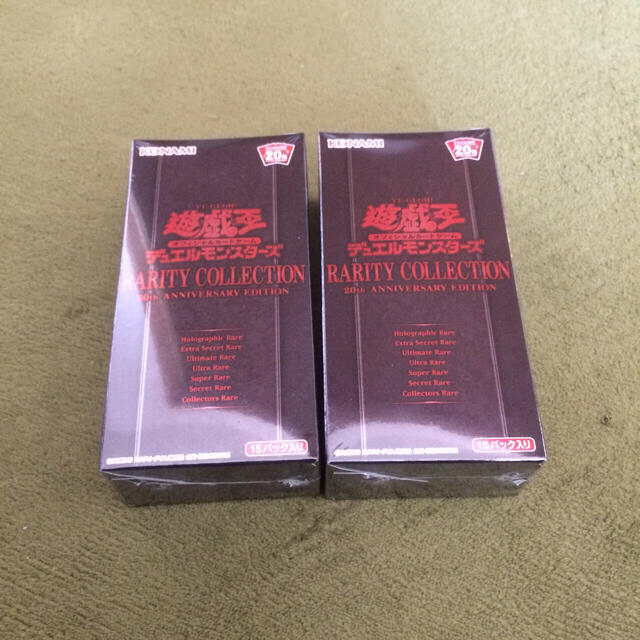 KONAMI
20th
YU-GI-OH!
遊戯王
オフィシャルカードゲーム
デュエルモンスターズ
RARITY COLLECTION
20th ANNIVERSARY EDITION
Holographic Rare
Extra Secret Rare
Ultimate Rare
Ultra Rare
Super Rare
Secret Rare
Collectors Rare
15パック入り
KONAMI
20th
YU-GI-OH!
遊戯王
オフィシャルカードゲーム
デュエルモンスターズ
RARITY COLLECTION
20th ANNIVERSARY EDITION
Holographic Rare
Extra Secret Rare
Ultimate Rare
Ultra Rare
Super Rare
Secret Rare
Collectors Rare
15パック入り